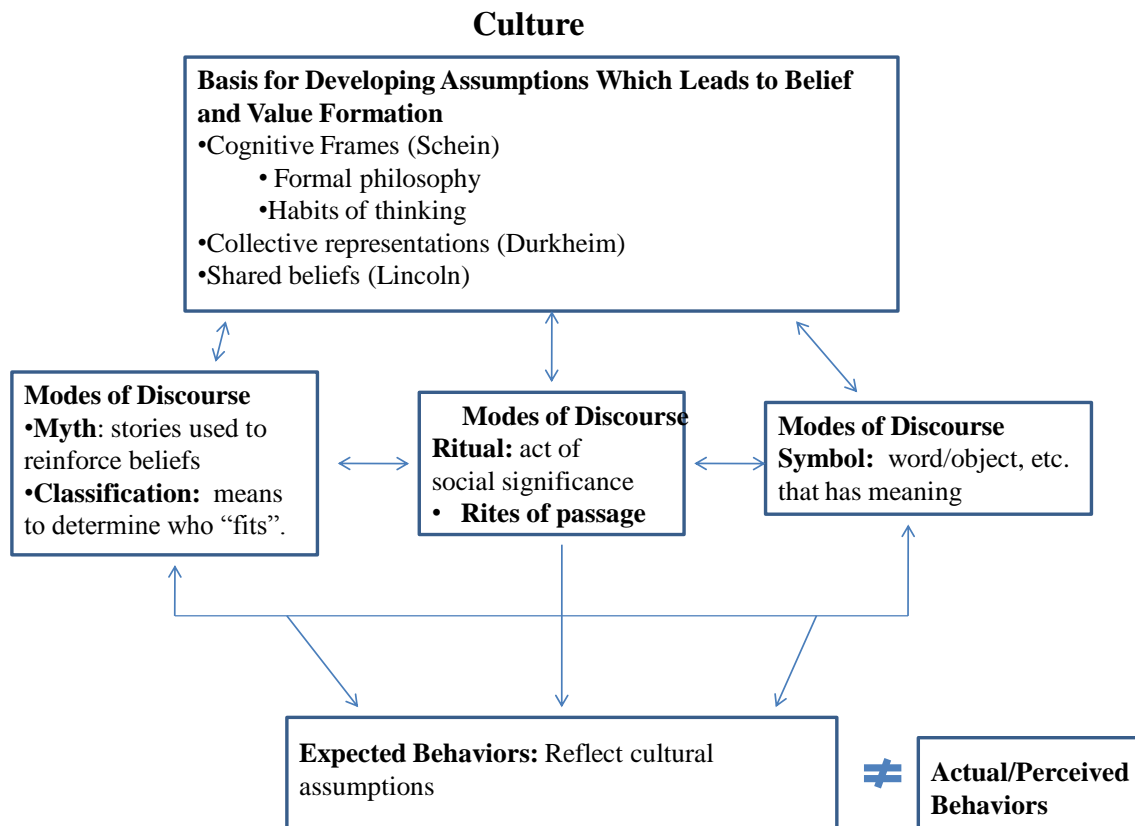 Culture
Basis for Developing Assumptions Which Leads to Belief
and Value Formation
•Cognitive Frames (Schein)
• Formal philosophy
•Habits of thinking
•Collective representations (Durkheim)
•Shared beliefs (Lincoln)
Modes of Discourse
•Myth: stories used to
reinforce beliefs
•Classification: means
to determine who “fits”.
Modes of Discourse
Ritual: act of
social significance
• Rites of passage
Modes of Discourse
Symbol: word/object, etc.
that has meaning
Expected Behaviors: Reflect cultural
assumptions
≠
Actual/Perceived
Behaviors